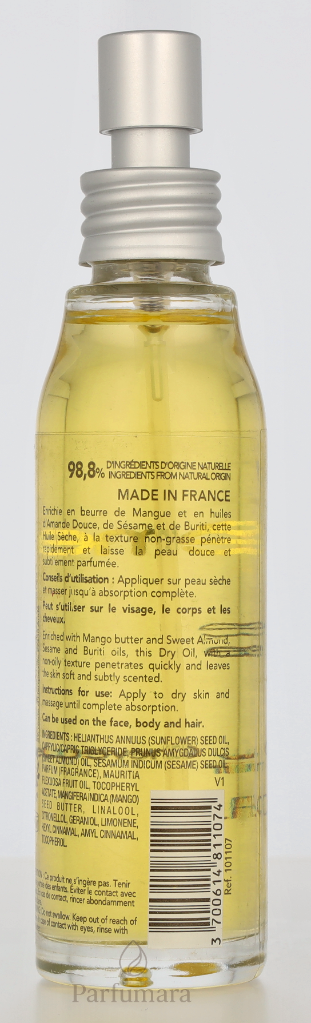 98,8% D'INGRÉDIENTS D'ORIGINE NATURELLE
INGREDIENTS FROM NATURAL ORIGIN
MADE IN FRANCE
Enrichie en beurre de Mangue et en huiles
d'Amande Douce, de Sésame et de Buriti, cette
Huile Sèche, à la texture non-grasse pénètre
rapidement et laisse la peau douce et
subtilement parfumée.
Conseils d'utilisation : Appliquer sur peau sèche
et masser jusqu'à absorption complète.
Peut s'utiliser sur le visage, le corps et les
cheveux.
Enriched with Mango butter and Sweet Almond,
Sesame and Buriti oils, this Dry Oil, with a
non-oily texture penetrates quickly and leaves
the skin soft and subtly scented.
Instructions for use: Apply to dry skin and
massage until complete absorption.
Can be used on the face, body and hair.
INGREDIENTS : HELIANTHUS ANNUUS (SUNFLOWER) SEED OIL,
CAPRYLIC/CAPRIC TRIGLYCERIDE, PRUNUS AMYGDALUS DULCIS
(SWEET ALMOND) OIL, SESAMUM INDICUM (SESAME) SEED OIL,
PARFUM (FRAGRANCE), MAURITIA
FLEXUOSA FRUIT OIL, TOCOPHERYL
ACETATE, MANGIFERA INDICA (MANGO)
SEED BUTTER, LINALOOL,
CITRONELLOL, GERANIOL, LIMONENE,
HEXYL CINNAMAL, AMYL CINNAMAL,
TOCOPHEROL.
V1
3 700614 811074
Ref. 101107
Ce produit ne s'ingère pas. Tenir
des enfants. Éviter le contact avec
de contact, rincer abondamment
Do not swallow. Keep out of reach of
contact with eyes, rinse with
Parfumara